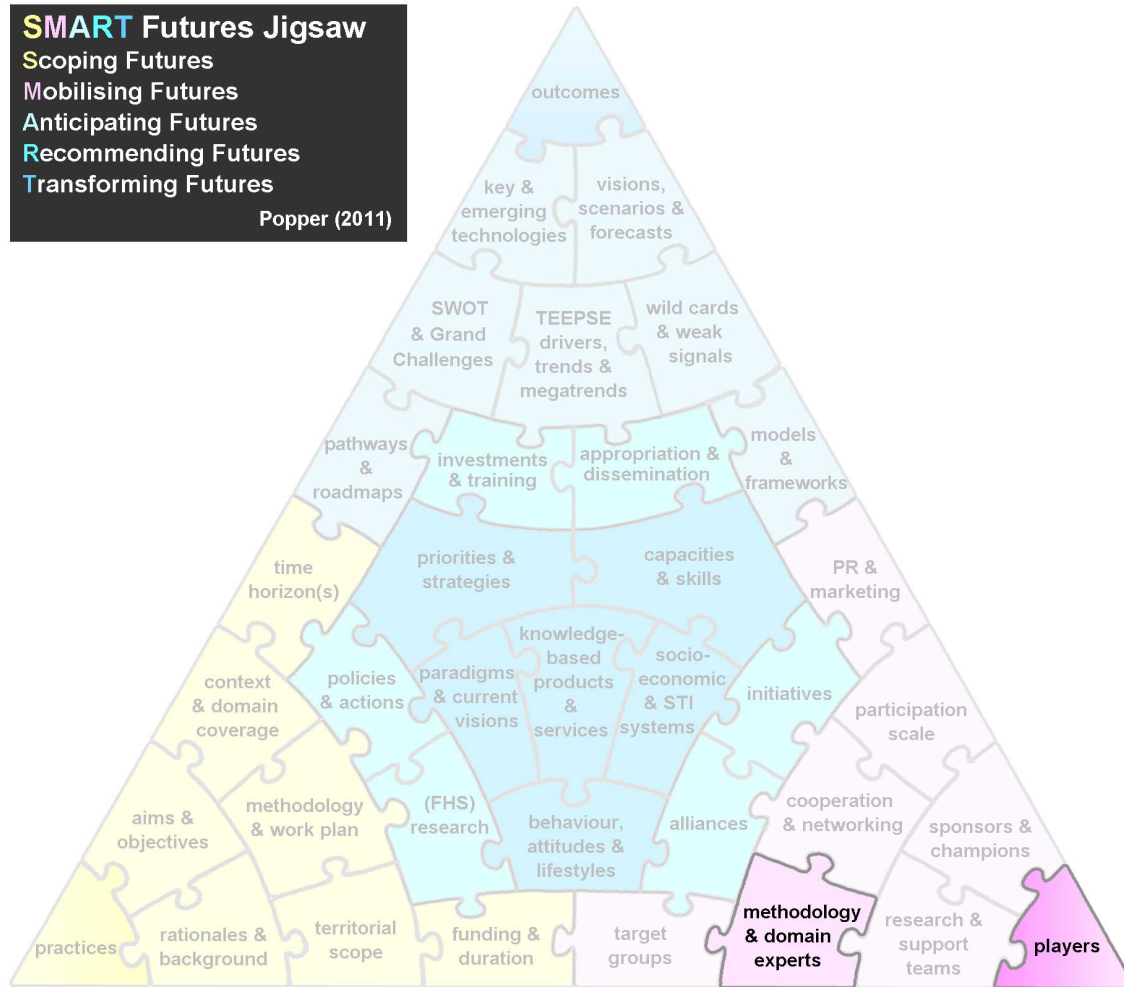 SMART Futures Jigsaw
Scoping Futures
Mobilising Futures
Anticipating Futures
Recommending Futures
Transforming Futures
Popper (2011)
outcomes
key &
emerging
technologies
visions,
scenarios &
forecasts
SWOT
& Grand
Challenges
TEEPSE
drivers,
trends &
megatrends
wild cards
& weak
signals
pathways
&
roadmaps
investments
& training
appropriation &
dissemination
models
&
frameworks
time
horizon(s)
priorities &
strategies
capacities
& skills
PR &
marketing
context
& domain
coverage
policies
& actions
paradigms
& current
visions
knowledge-
based
products
&
services
socio-
economic
& STI
systems
initiatives
participation
scale
aims &
objectives
methodology
& work plan
(FHS)
research
behaviour,
attitudes &
lifestyles
alliances
cooperation
& networking
sponsors &
champions
practices
rationales &
background
territorial
scope
funding &
duration
target
groups
methodology
& domain
experts
research &
support
teams
players